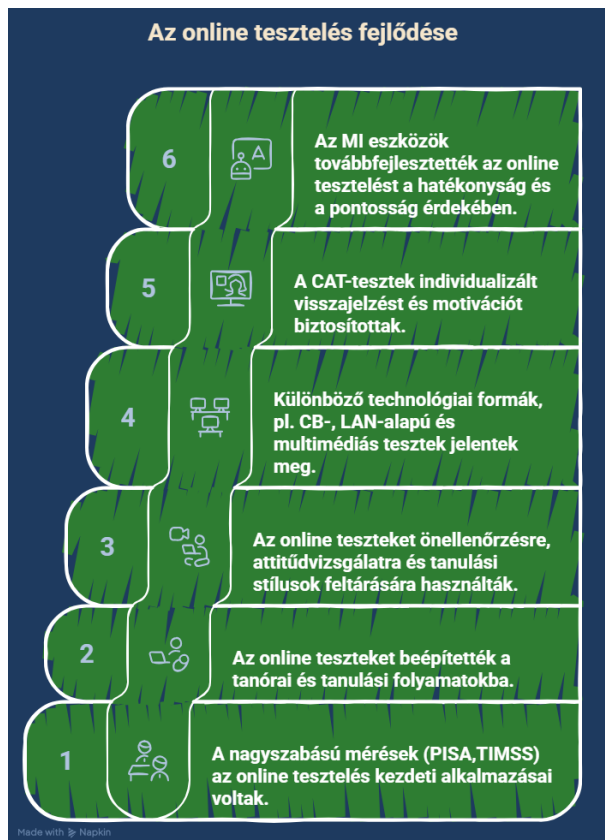 Az online tesztelés fejlődése
6
A
Az MI eszközök
továbbfejlesztették az online
tesztelést a hatékonyság és
a pontosság érdekében.
5
A CAT-tesztek individualizált
visszajelzést és motivációt
biztosítottak.
4
Különböző technológiai formák,
pl. CB-, LAN-alapú és
multimédiás tesztek jelentek
meg.
3
Az online teszteket önellenőrzésre,
attitűdvizsgálatra és tanulási
stílusok feltárására használták.
2
Az online teszteket beépítették a
tanórai és tanulási folyamatokba.
1
A nagyszabású mérések (PISA,TIMSS)
az online tesztelés kezdeti alkalmazásai
voltak.
Made with Napkin